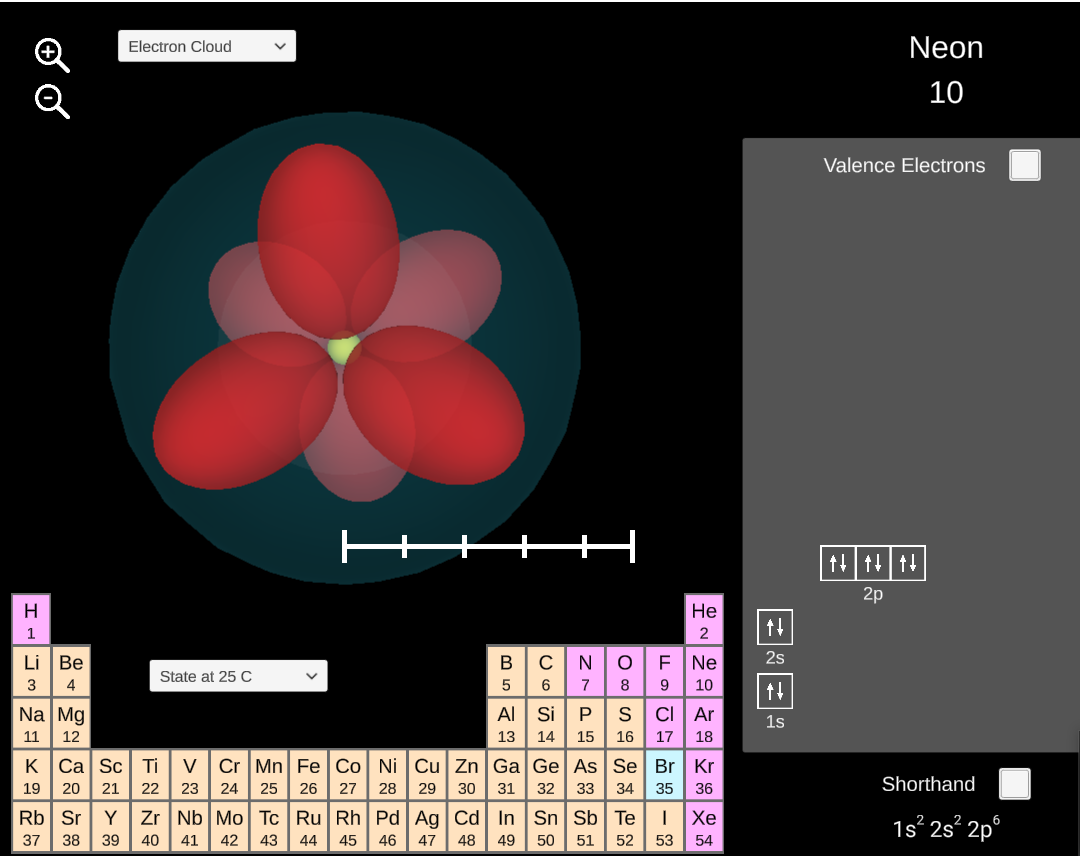 Electron Cloud
Neon
10
Valence Electrons
2p
2s
1s
H He
1 2
Li Be B C N O F Ne
3 4 5 6 7 8 9 10
State at 25 C
Na Mg Al Si P S Cl Ar
11 12 13 14 15 16 17 18
K Ca Sc Ti V Cr Mn Fe Co Ni Cu Zn Ga Ge As Se Br Kr
19 20 21 22 23 24 25 26 27 28 29 30 31 32 33 34 35 36
Rb Sr Y Zr Nb Mo Tc Ru Rh Pd Ag Cd In Sn Sb Te I Xe
37 38 39 40 41 42 43 44 45 46 47 48 49 50 51 52 53 54
Shorthand
1s² 2s² 2p⁶